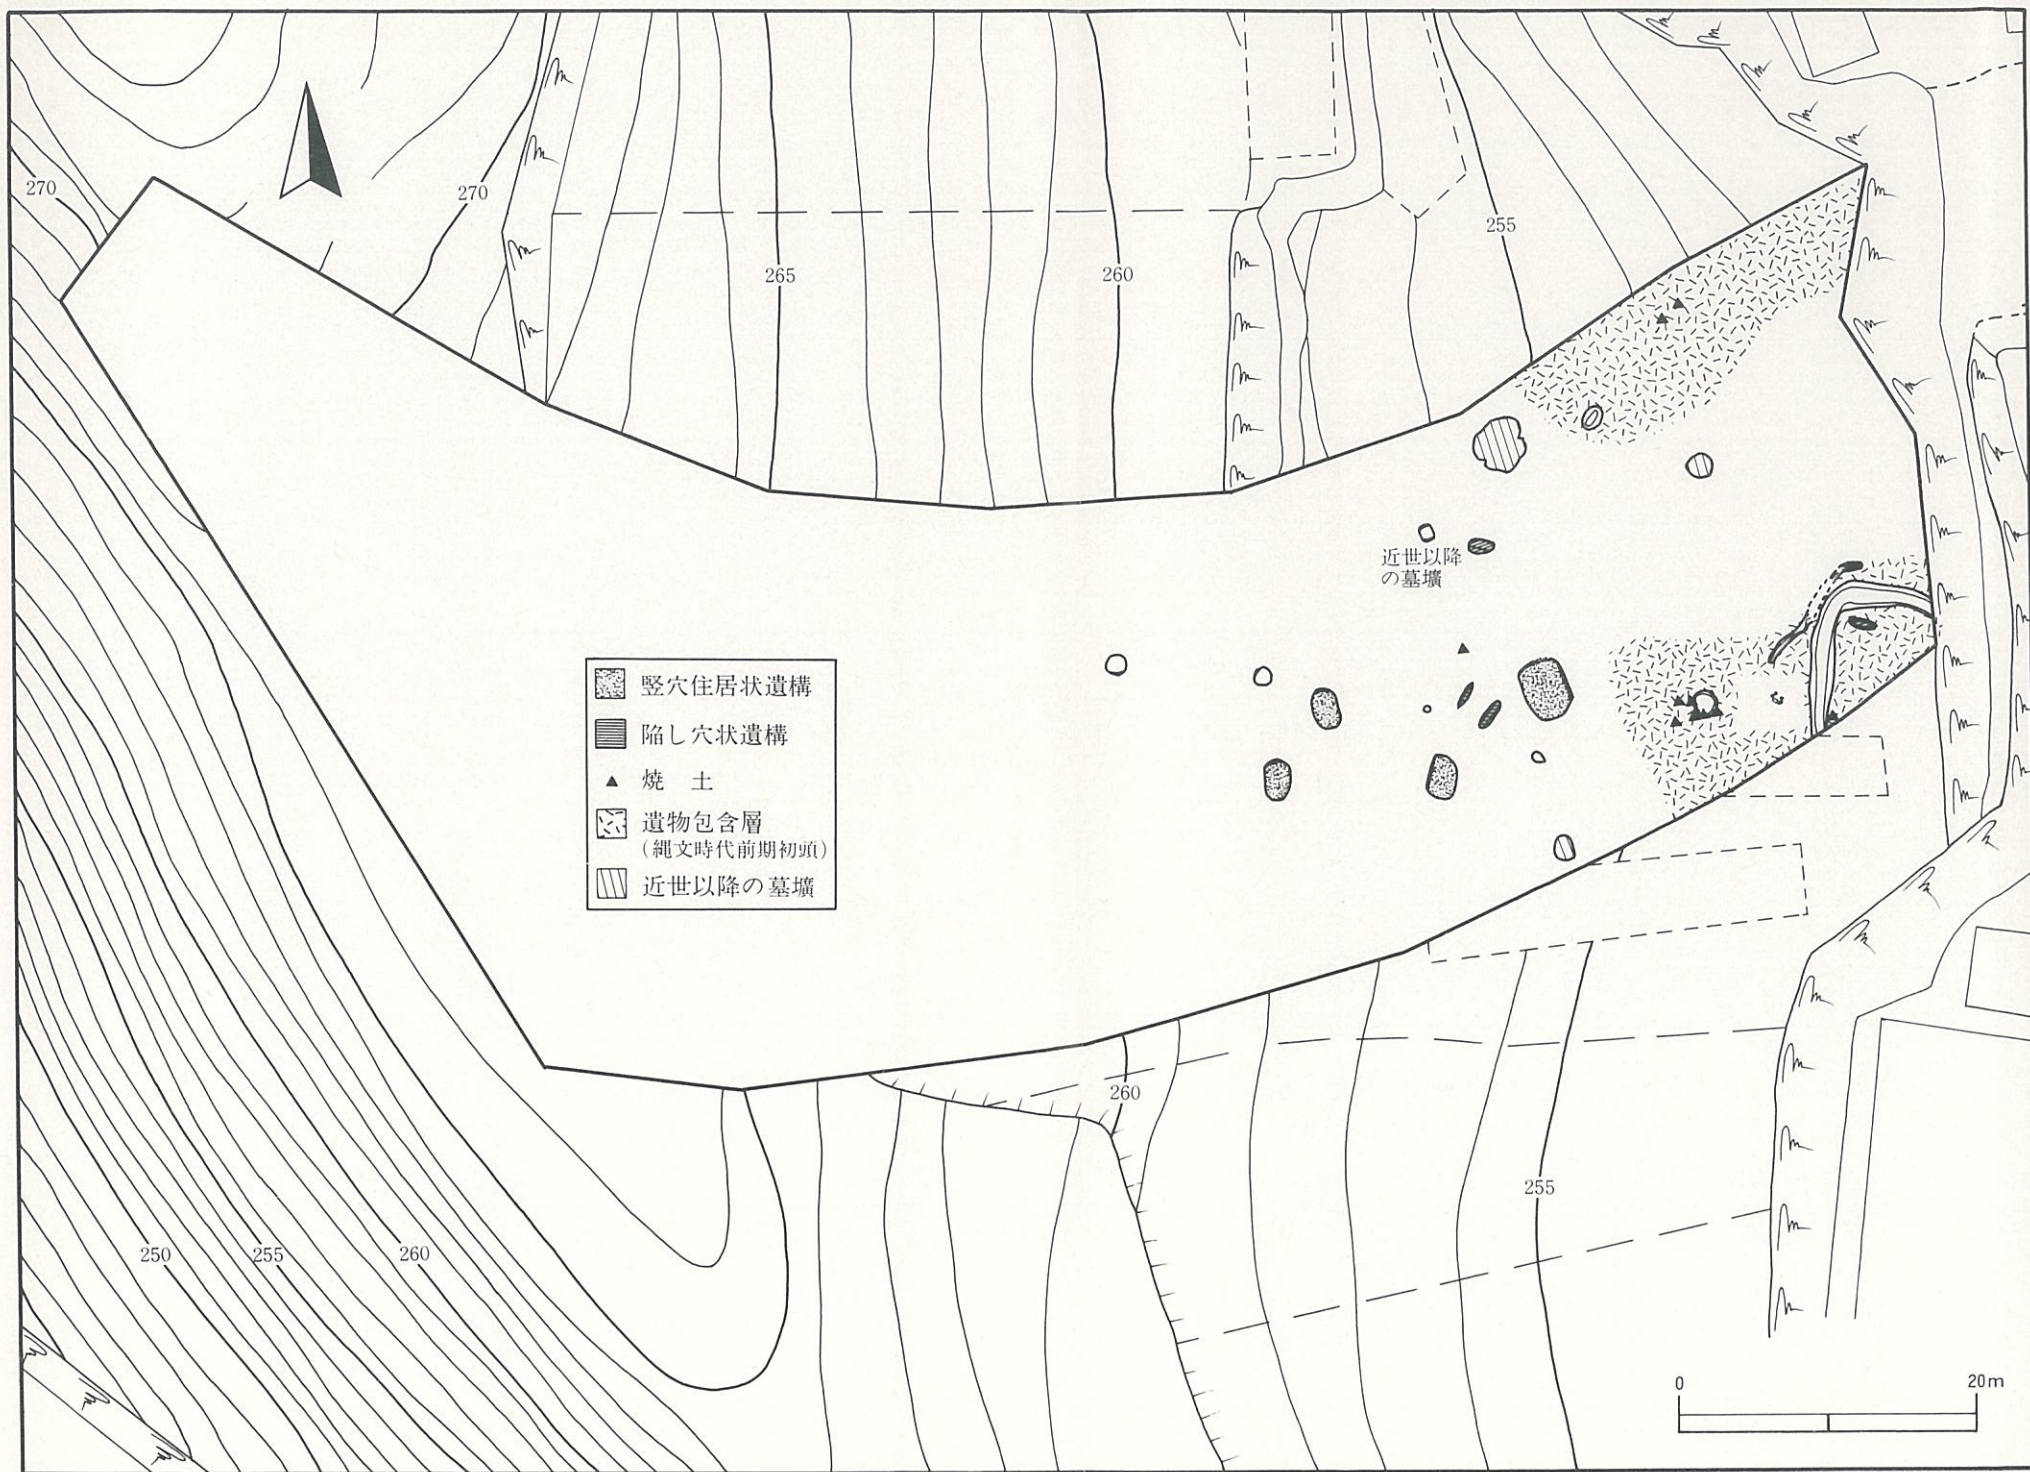 270
270
265
260
255
近世以降
の墓壙
竪穴住居状遺構
陥し穴状遺構
▲ 焼 土
遺物包含層
(縄文時代前期初頭)
近世以降の墓壙
260
255
250
255
260
0 20m